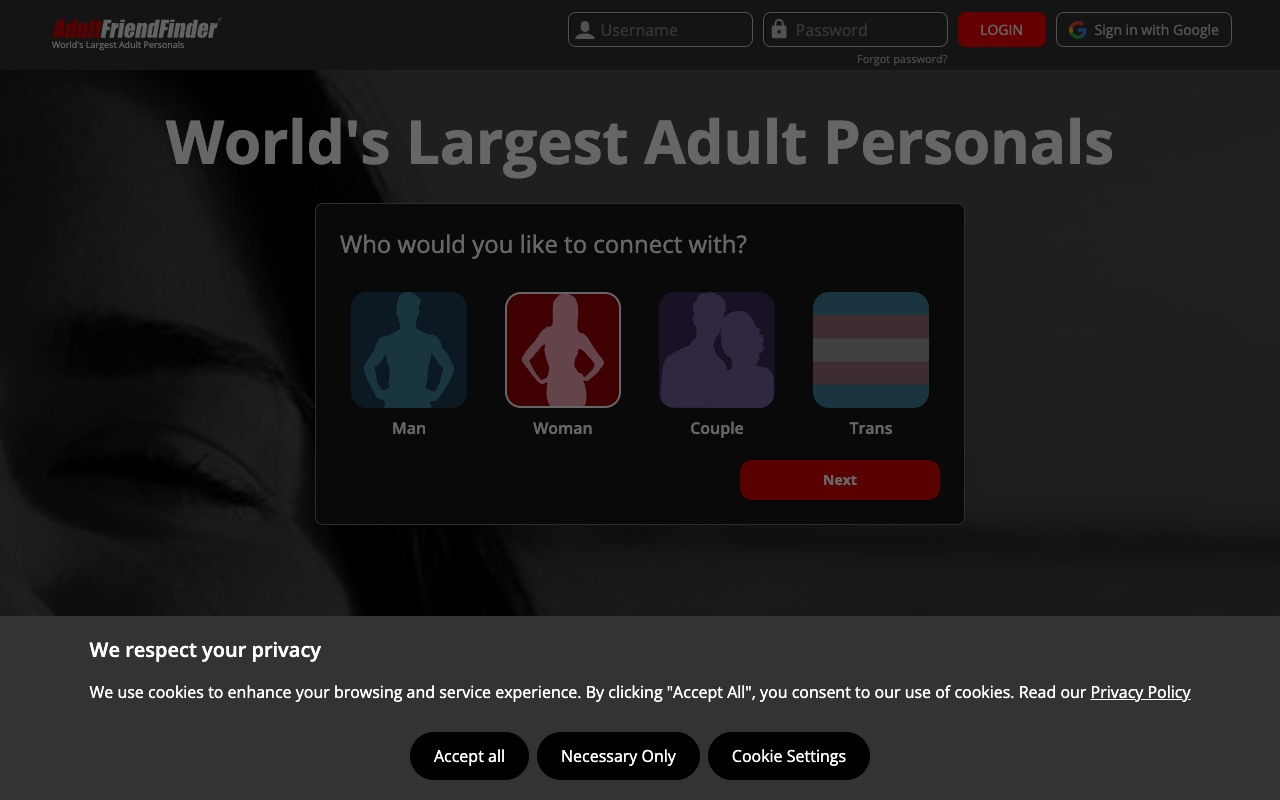 AdultFriendFinder®
World's Largest Adult Personals
Username
Password
LOGIN
Sign in with Google
Forgot password?
World's Largest Adult Personals
Who would you like to connect with?
Man
Woman
Couple
Trans
Next
We respect your privacy
We use cookies to enhance your browsing and service experience. By clicking "Accept All", you consent to our use of cookies. Read our Privacy Policy
Accept all
Necessary Only
Cookie Settings